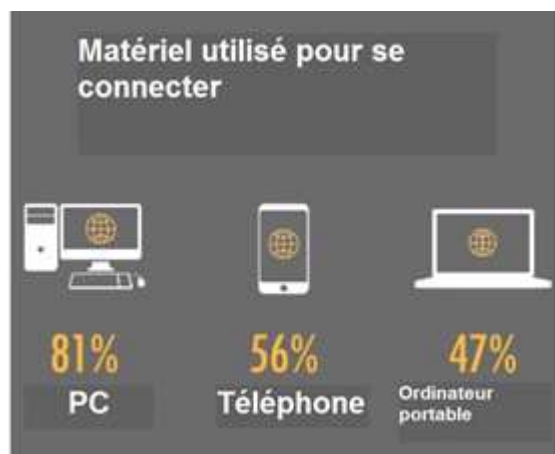 Matériel utilisé pour se
connecter
81%
56%
47%
PC
Téléphone
Ordinateur
portable